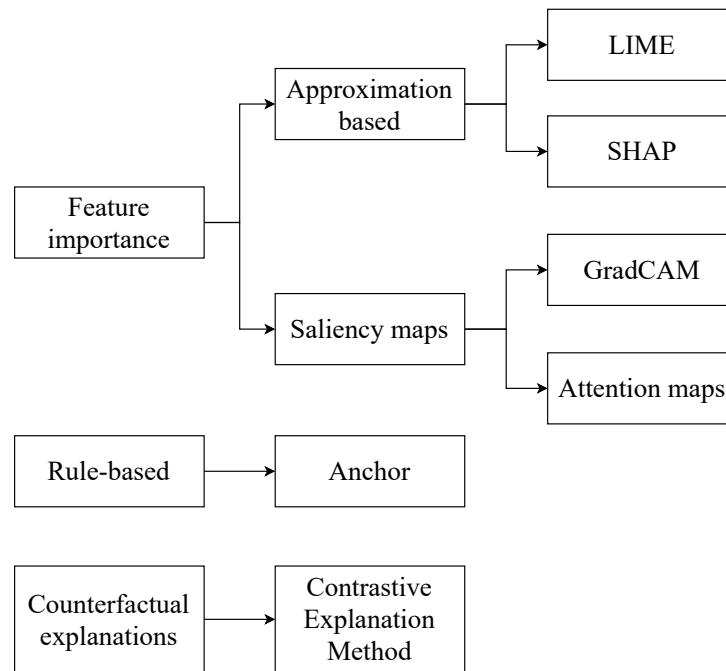 Feature
importance
Approximation
based
LIME
SHAP
Saliency maps
GradCAM
Attention maps
Rule-based
Anchor
Counterfactual
explanations
Contrastive
Explanation
Method